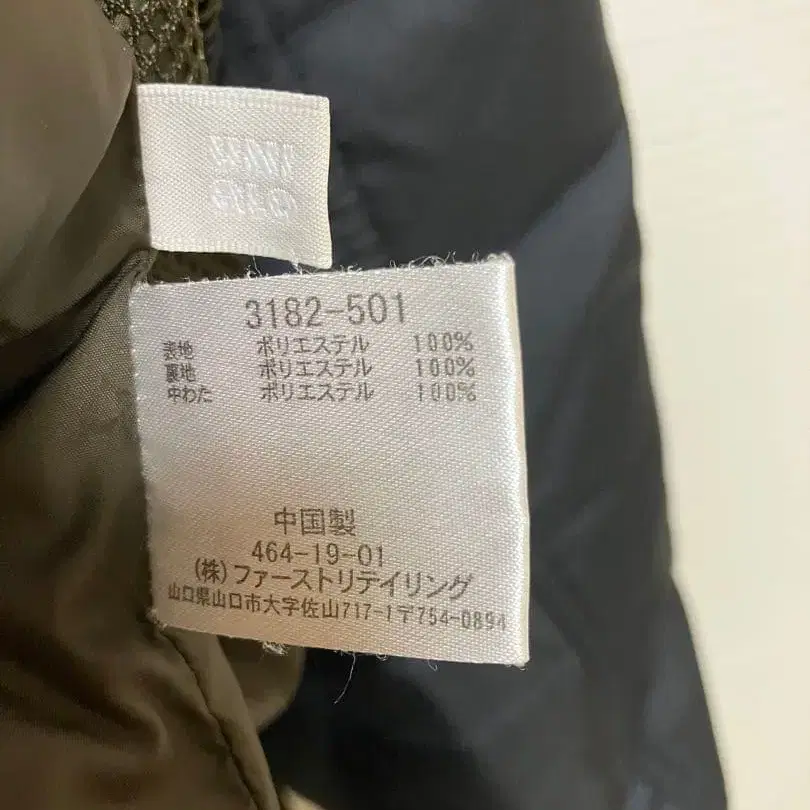 3182-501
表地 ポリエステル 100%
裏地 ポリエステル 100%
中わた ポリエステル 100%
中国製
464-19-01
(株)ファーストリテイリング
山口県山口市大字佐山717-1〒754-0894